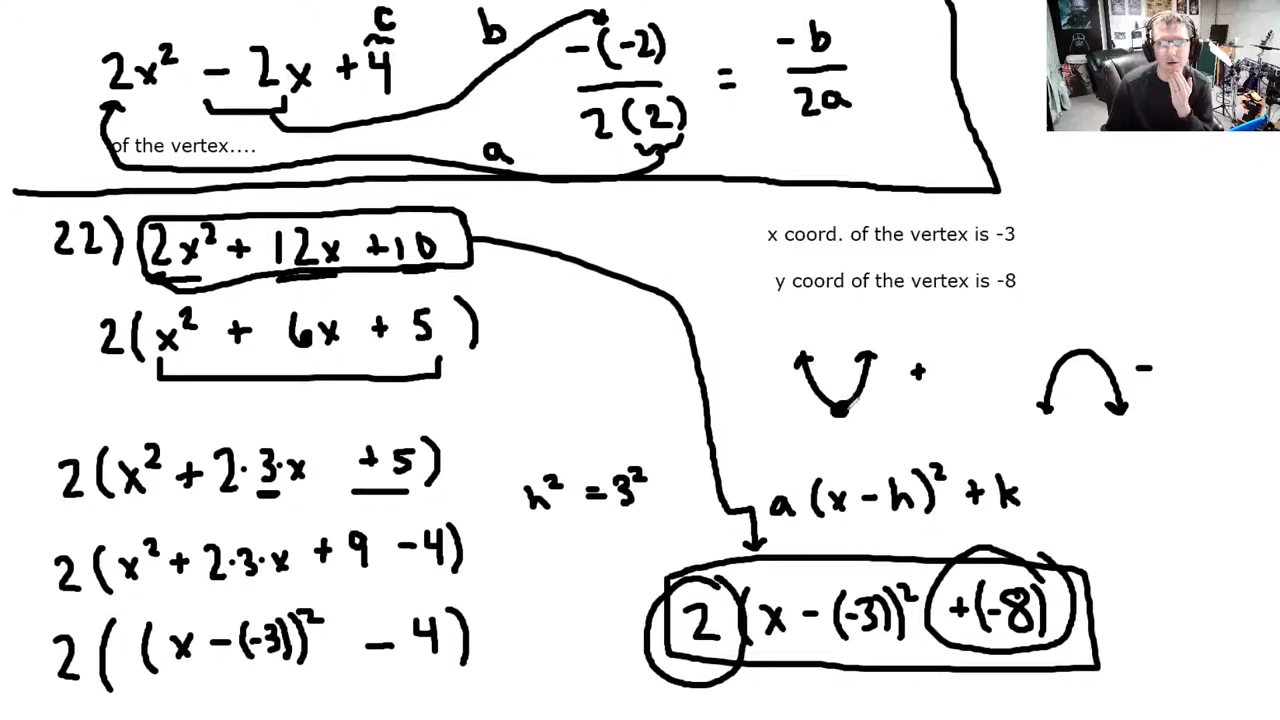 c
2x² - 2x + 4
b
-(-2) / 2(2) = -b / 2a
of the vertex....
a
22) 2x² + 12x + 10
x coord. of the vertex is -3
y coord of the vertex is -8
2(x² + 6x + 5)
+
-
2(x² + 2·3·x + 5)
h² = 3²
a(x - h)² + k
2(x² + 2·3·x + 9 - 4)
2(x - (-3))² + (-8)
2((x - (-3))² - 4)